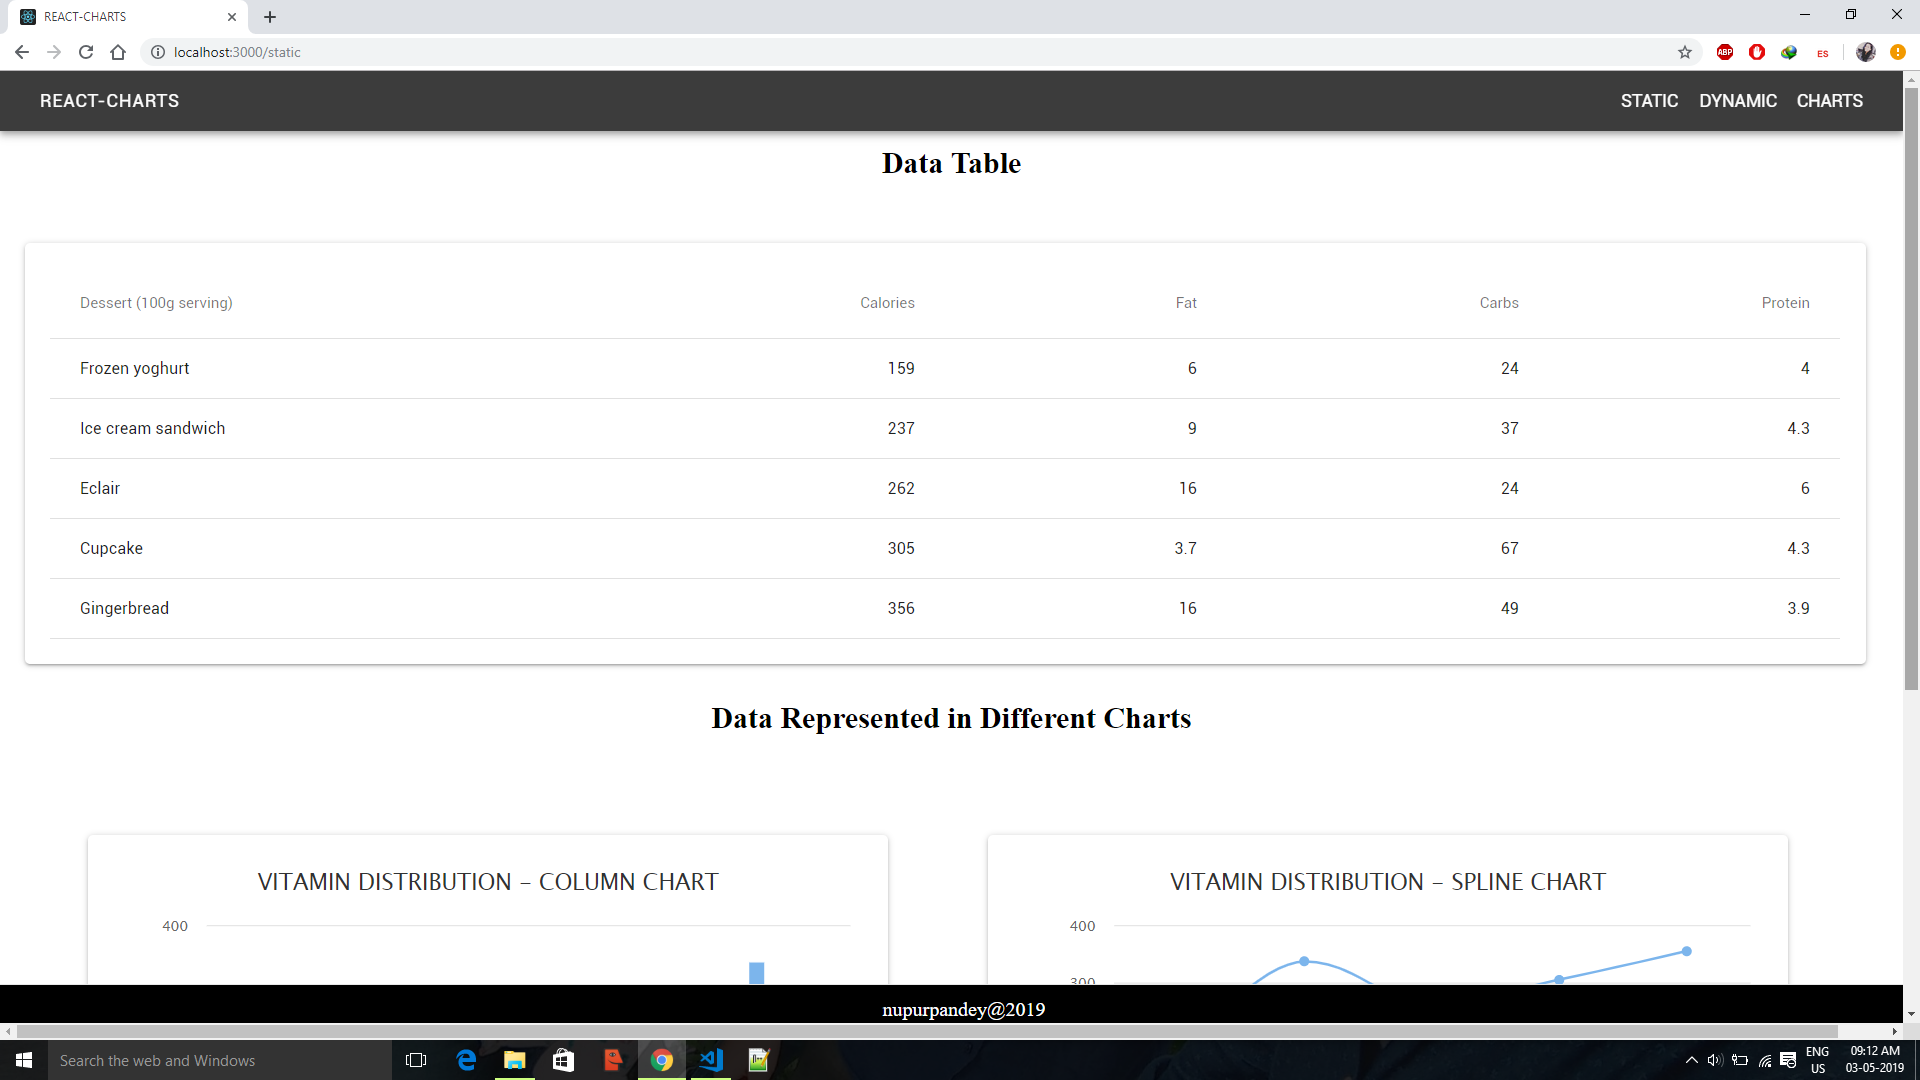 REACT-CHARTS
localhost:3000/static
ABP
ES
REACT-CHARTS STATIC DYNAMIC CHARTS
Data Table
Dessert (100g serving) Calories Fat Carbs Protein
Frozen yoghurt 159 6 24 4
Ice cream sandwich 237 9 37 4.3
Eclair 262 16 24 6
Cupcake 305 3.7 67 4.3
Gingerbread 356 16 49 3.9
Data Represented in Different Charts
VITAMIN DISTRIBUTION – COLUMN CHART
400
VITAMIN DISTRIBUTION – SPLINE CHART
400
300
nupurpandey@2019
Search the web and Windows
ENG
US
09:12 AM
03-05-2019